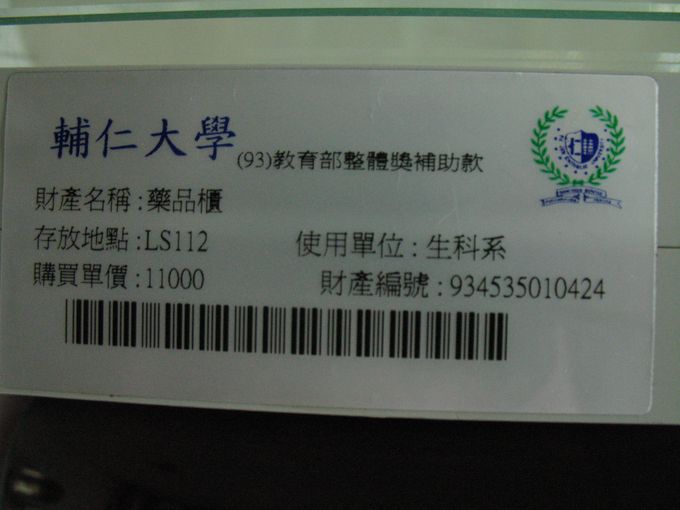 輔仁大學 (93)教育部整體獎補助款
財產名稱:藥品櫃
存放地點:LS112 使用單位:生科系
購買單價:11000 財產編號:934535010424
仁 輔